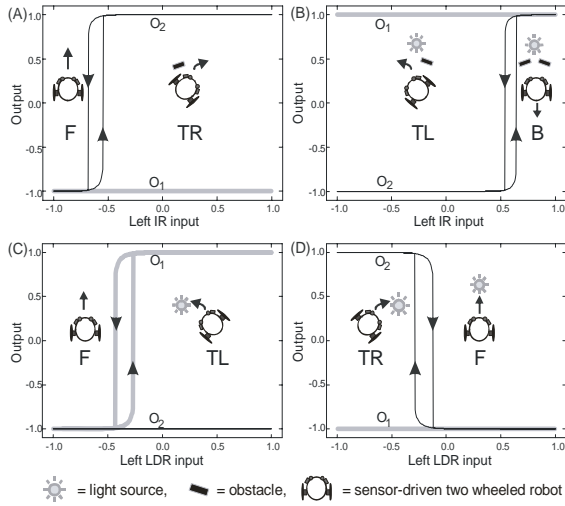 (A)
1.0
0.5
0.0
-0.5
-1.0
Output
O2
F
TR
O1
-1.0 -0.5 0.0 0.5 1.0
Left IR input
(B)
1.0
0.5
0.0
-0.5
-1.0
Output
O1
TL
B
O2
-1.0 -0.5 0.0 0.5 1.0
Left IR input
(C)
1.0
0.5
0.0
-0.5
-1.0
Output
O1
F
TL
O2
-1.0 -0.5 0.0 0.5 1.0
Left LDR input
(D)
1.0
0.5
0.0
-0.5
-1.0
Output
O2
TR
F
O1
-1.0 -0.5 0.0 0.5 1.0
Left LDR input
= light source, = obstacle, = sensor-driven two wheeled robot